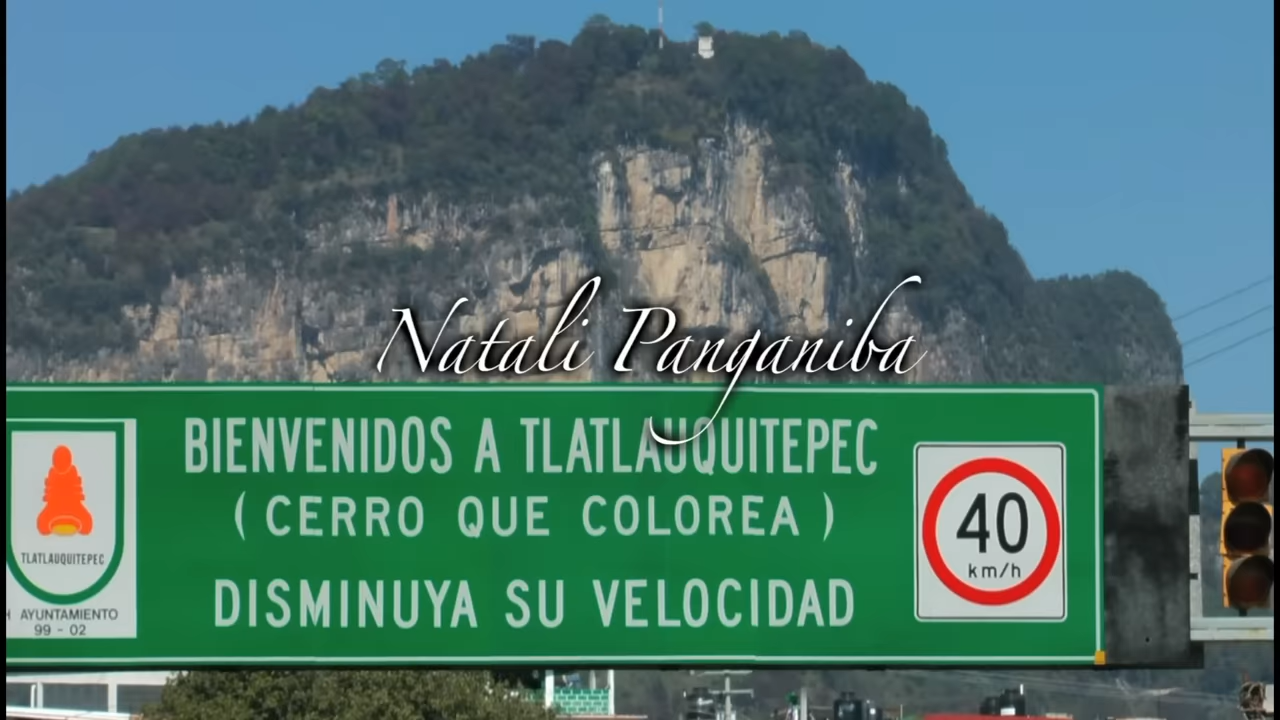 Natali Panganiba
BIENVENIDOS A TLATLAUQUITEPEC
( CERRO QUE COLOREA )
DISMINUYA SU VELOCIDAD
40
km/h
TLATLAUQUITEPEC
H AYUNTAMIENTO
99 - 02